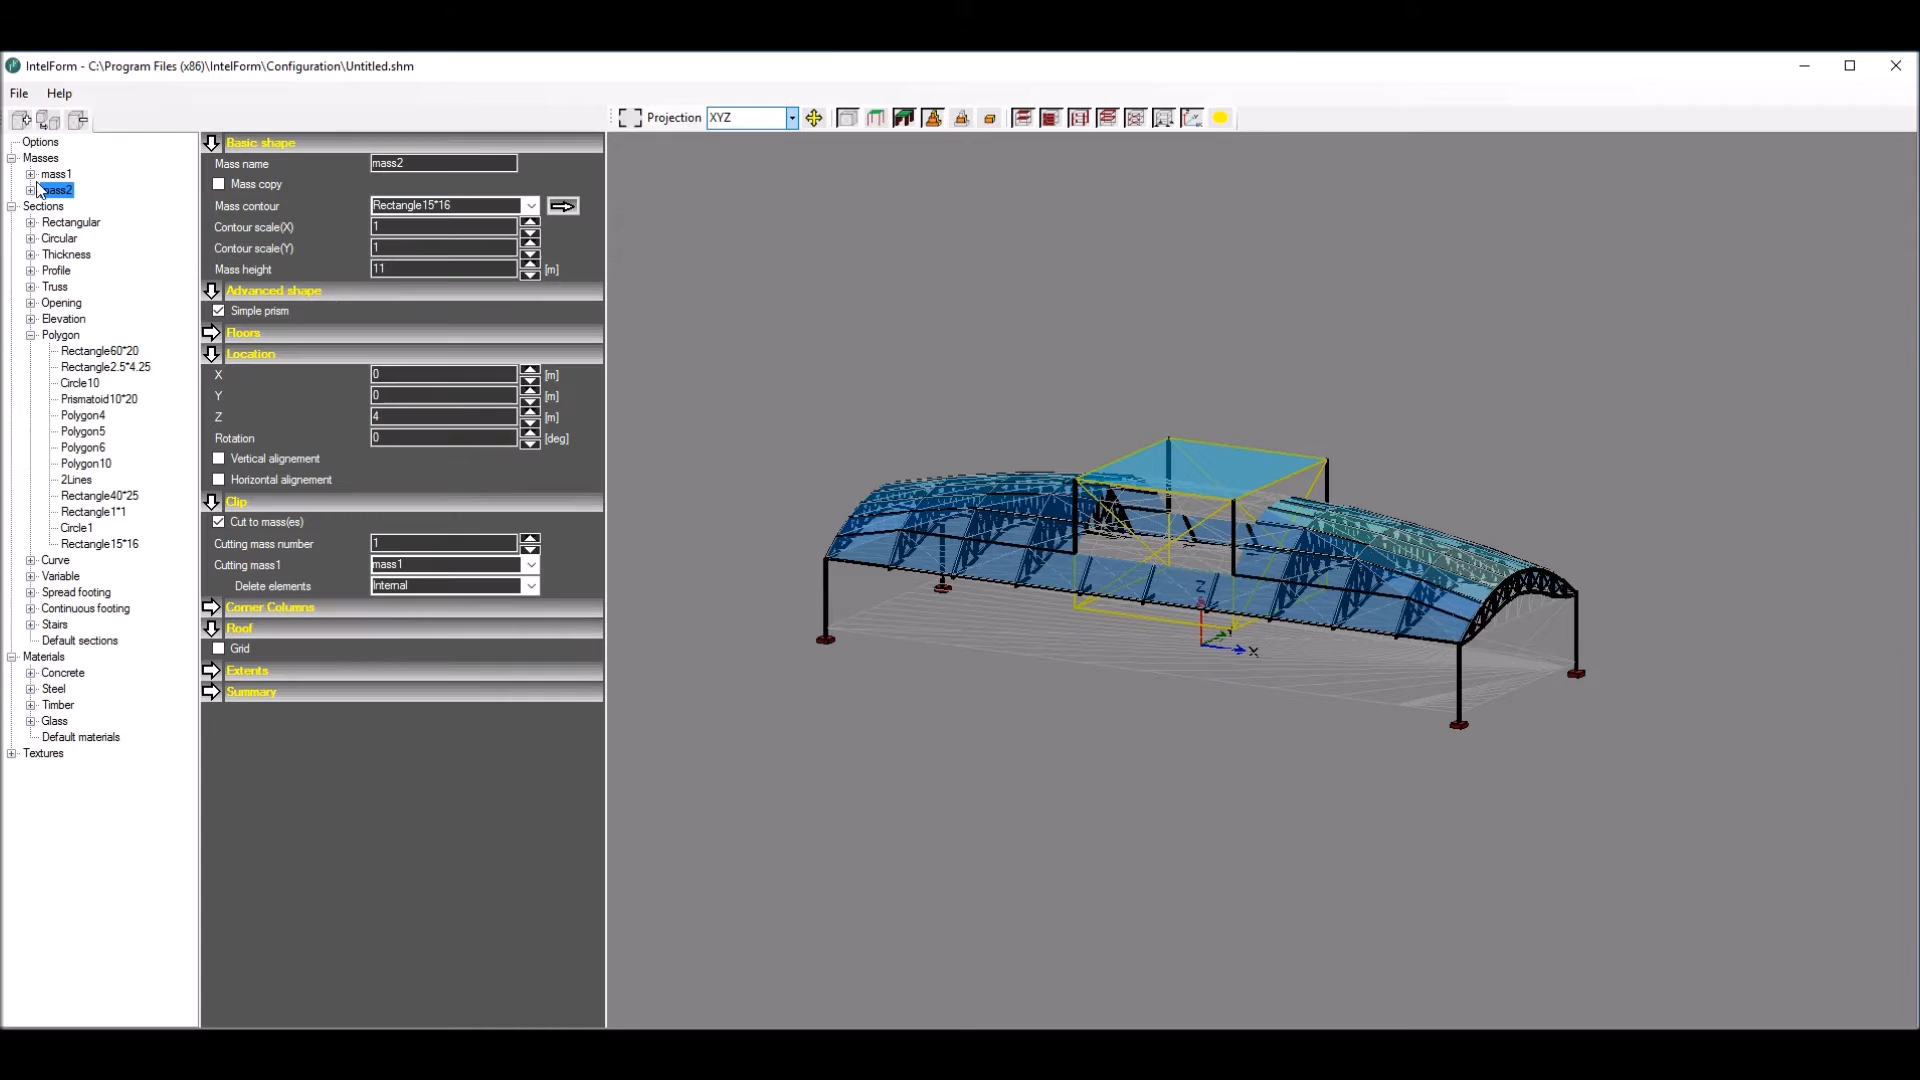 IntelForm - C:\Program Files (x86)\IntelForm\Configuration\Untitled.shm
File Help
Projection XYZ
Options
Masses
mass1
mass2
Sections
Rectangular
Circular
Thickness
Profile
Truss
Opening
Elevation
Polygon
Rectangle60*20
Rectangle2.5*4.25
Circle10
Prismatoid10*20
Polygon4
Polygon5
Polygon6
Polygon10
2Lines
Rectangle40*25
Rectangle1*1
Circle1
Rectangle15*16
Curve
Variable
Spread footing
Continuous footing
Stairs
Default sections
Materials
Concrete
Steel
Timber
Glass
Default materials
Textures
Basic shape
Mass name mass2
Mass copy
Mass contour Rectangle15*16
Contour scale(X) 1
Contour scale(Y) 1
Mass height 11 [m]
Advanced shape
Simple prism
Floors
Location
X 0 [m]
Y 0 [m]
Z 4 [m]
Rotation 0 [deg]
Vertical alignement
Horizontal alignement
Clip
Cut to mass(es)
Cutting mass number 1
Cutting mass1 mass1
Delete elements Internal
Corner Columns
Roof
Grid
Extents
Summary
Z
X